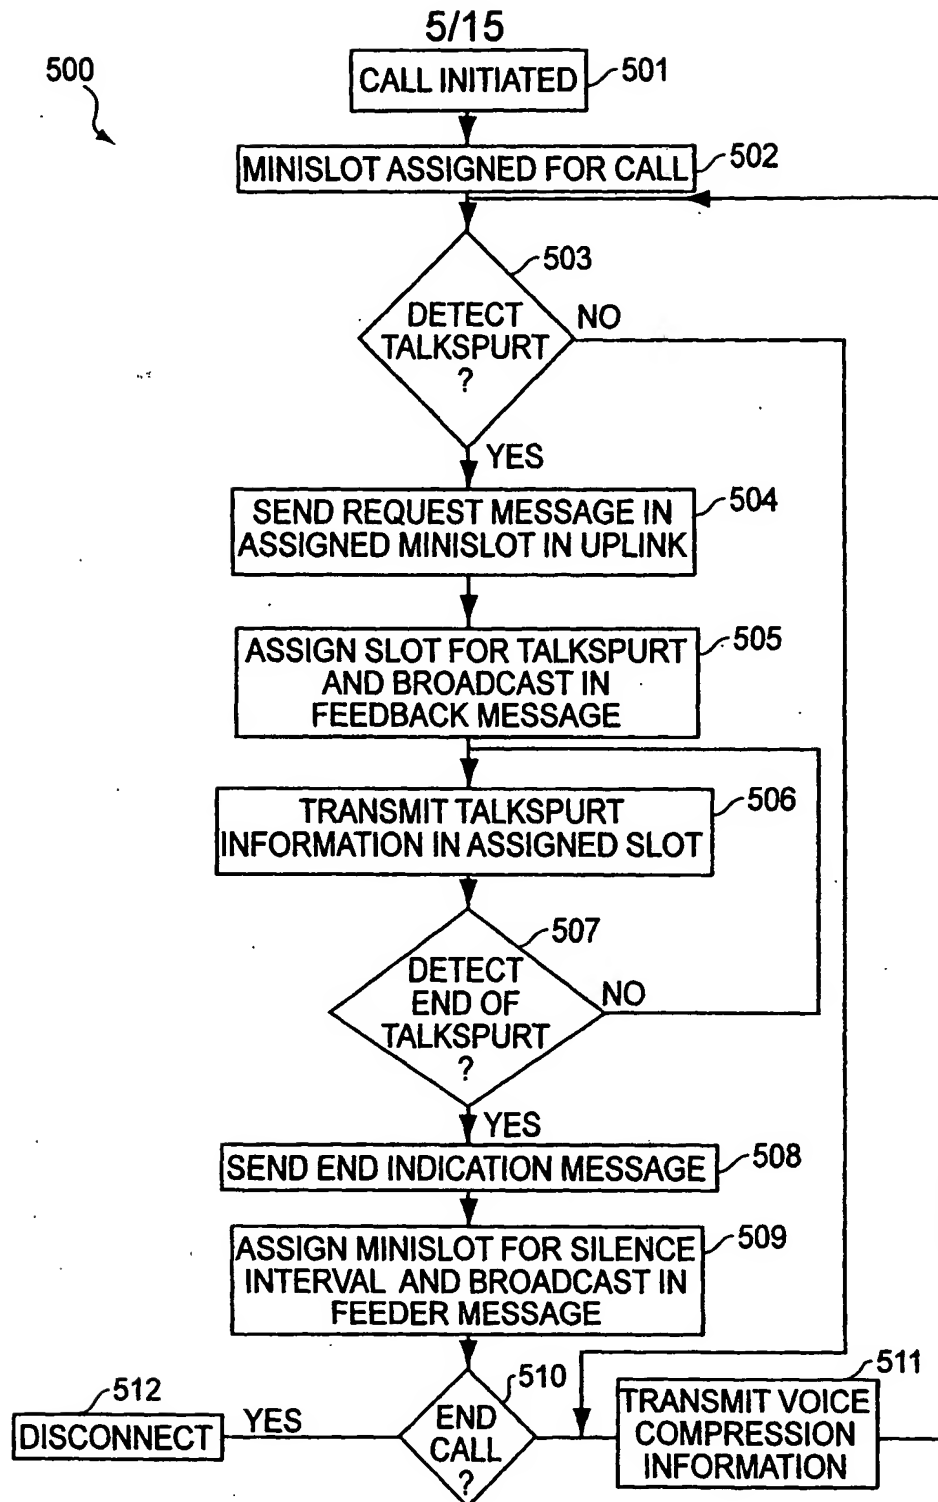 5/15
500
CALL INITIATED
501
MINISLOT ASSIGNED FOR CALL
502
503
DETECT
TALKSPURT
?
NO
YES
SEND REQUEST MESSAGE IN
ASSIGNED MINISLOT IN UPLINK
504
ASSIGN SLOT FOR TALKSPURT
AND BROADCAST IN
FEEDBACK MESSAGE
505
TRANSMIT TALKSPURT
INFORMATION IN ASSIGNED SLOT
506
507
DETECT
END OF
TALKSPURT
?
NO
YES
SEND END INDICATION MESSAGE
508
ASSIGN MINISLOT FOR SILENCE
INTERVAL AND BROADCAST IN
FEEDER MESSAGE
509
510
END
CALL
?
YES
512
DISCONNECT
511
TRANSMIT VOICE
COMPRESSION
INFORMATION